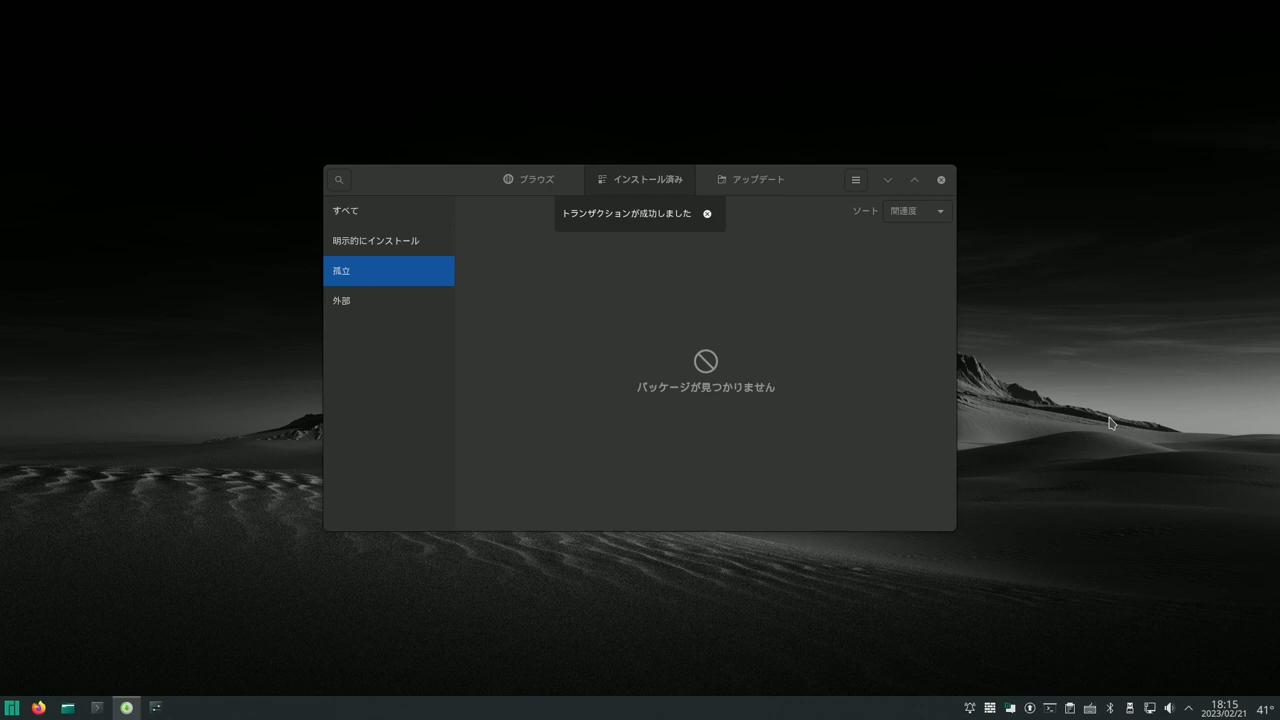 ブラウズ
インストール済み
アップデート
すべて
トランザクションが成功しました
ソート
関連度
明示的にインストール
孤立
外部
パッケージが見つかりません
18:15
2023/02/21
41°